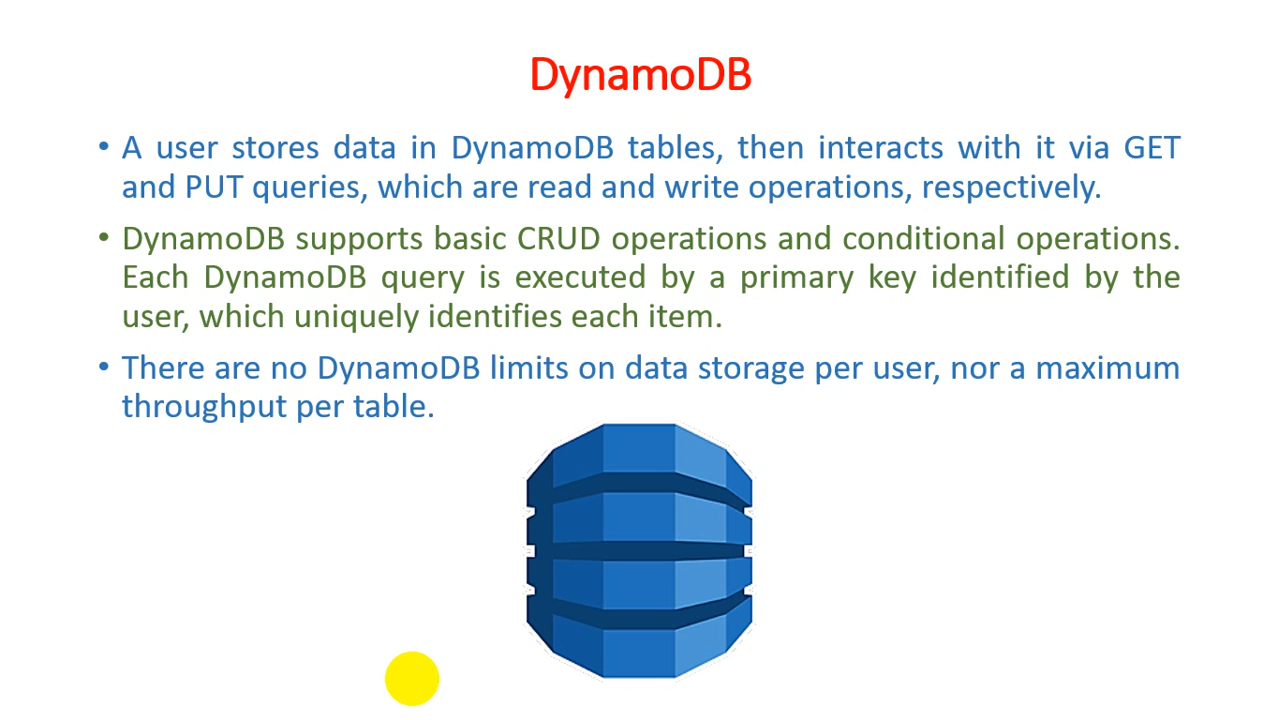 DynamoDB
• A user stores data in DynamoDB tables, then interacts with it via GET
and PUT queries, which are read and write operations, respectively.
• DynamoDB supports basic CRUD operations and conditional operations.
Each DynamoDB query is executed by a primary key identified by the
user, which uniquely identifies each item.
• There are no DynamoDB limits on data storage per user, nor a maximum
throughput per table.